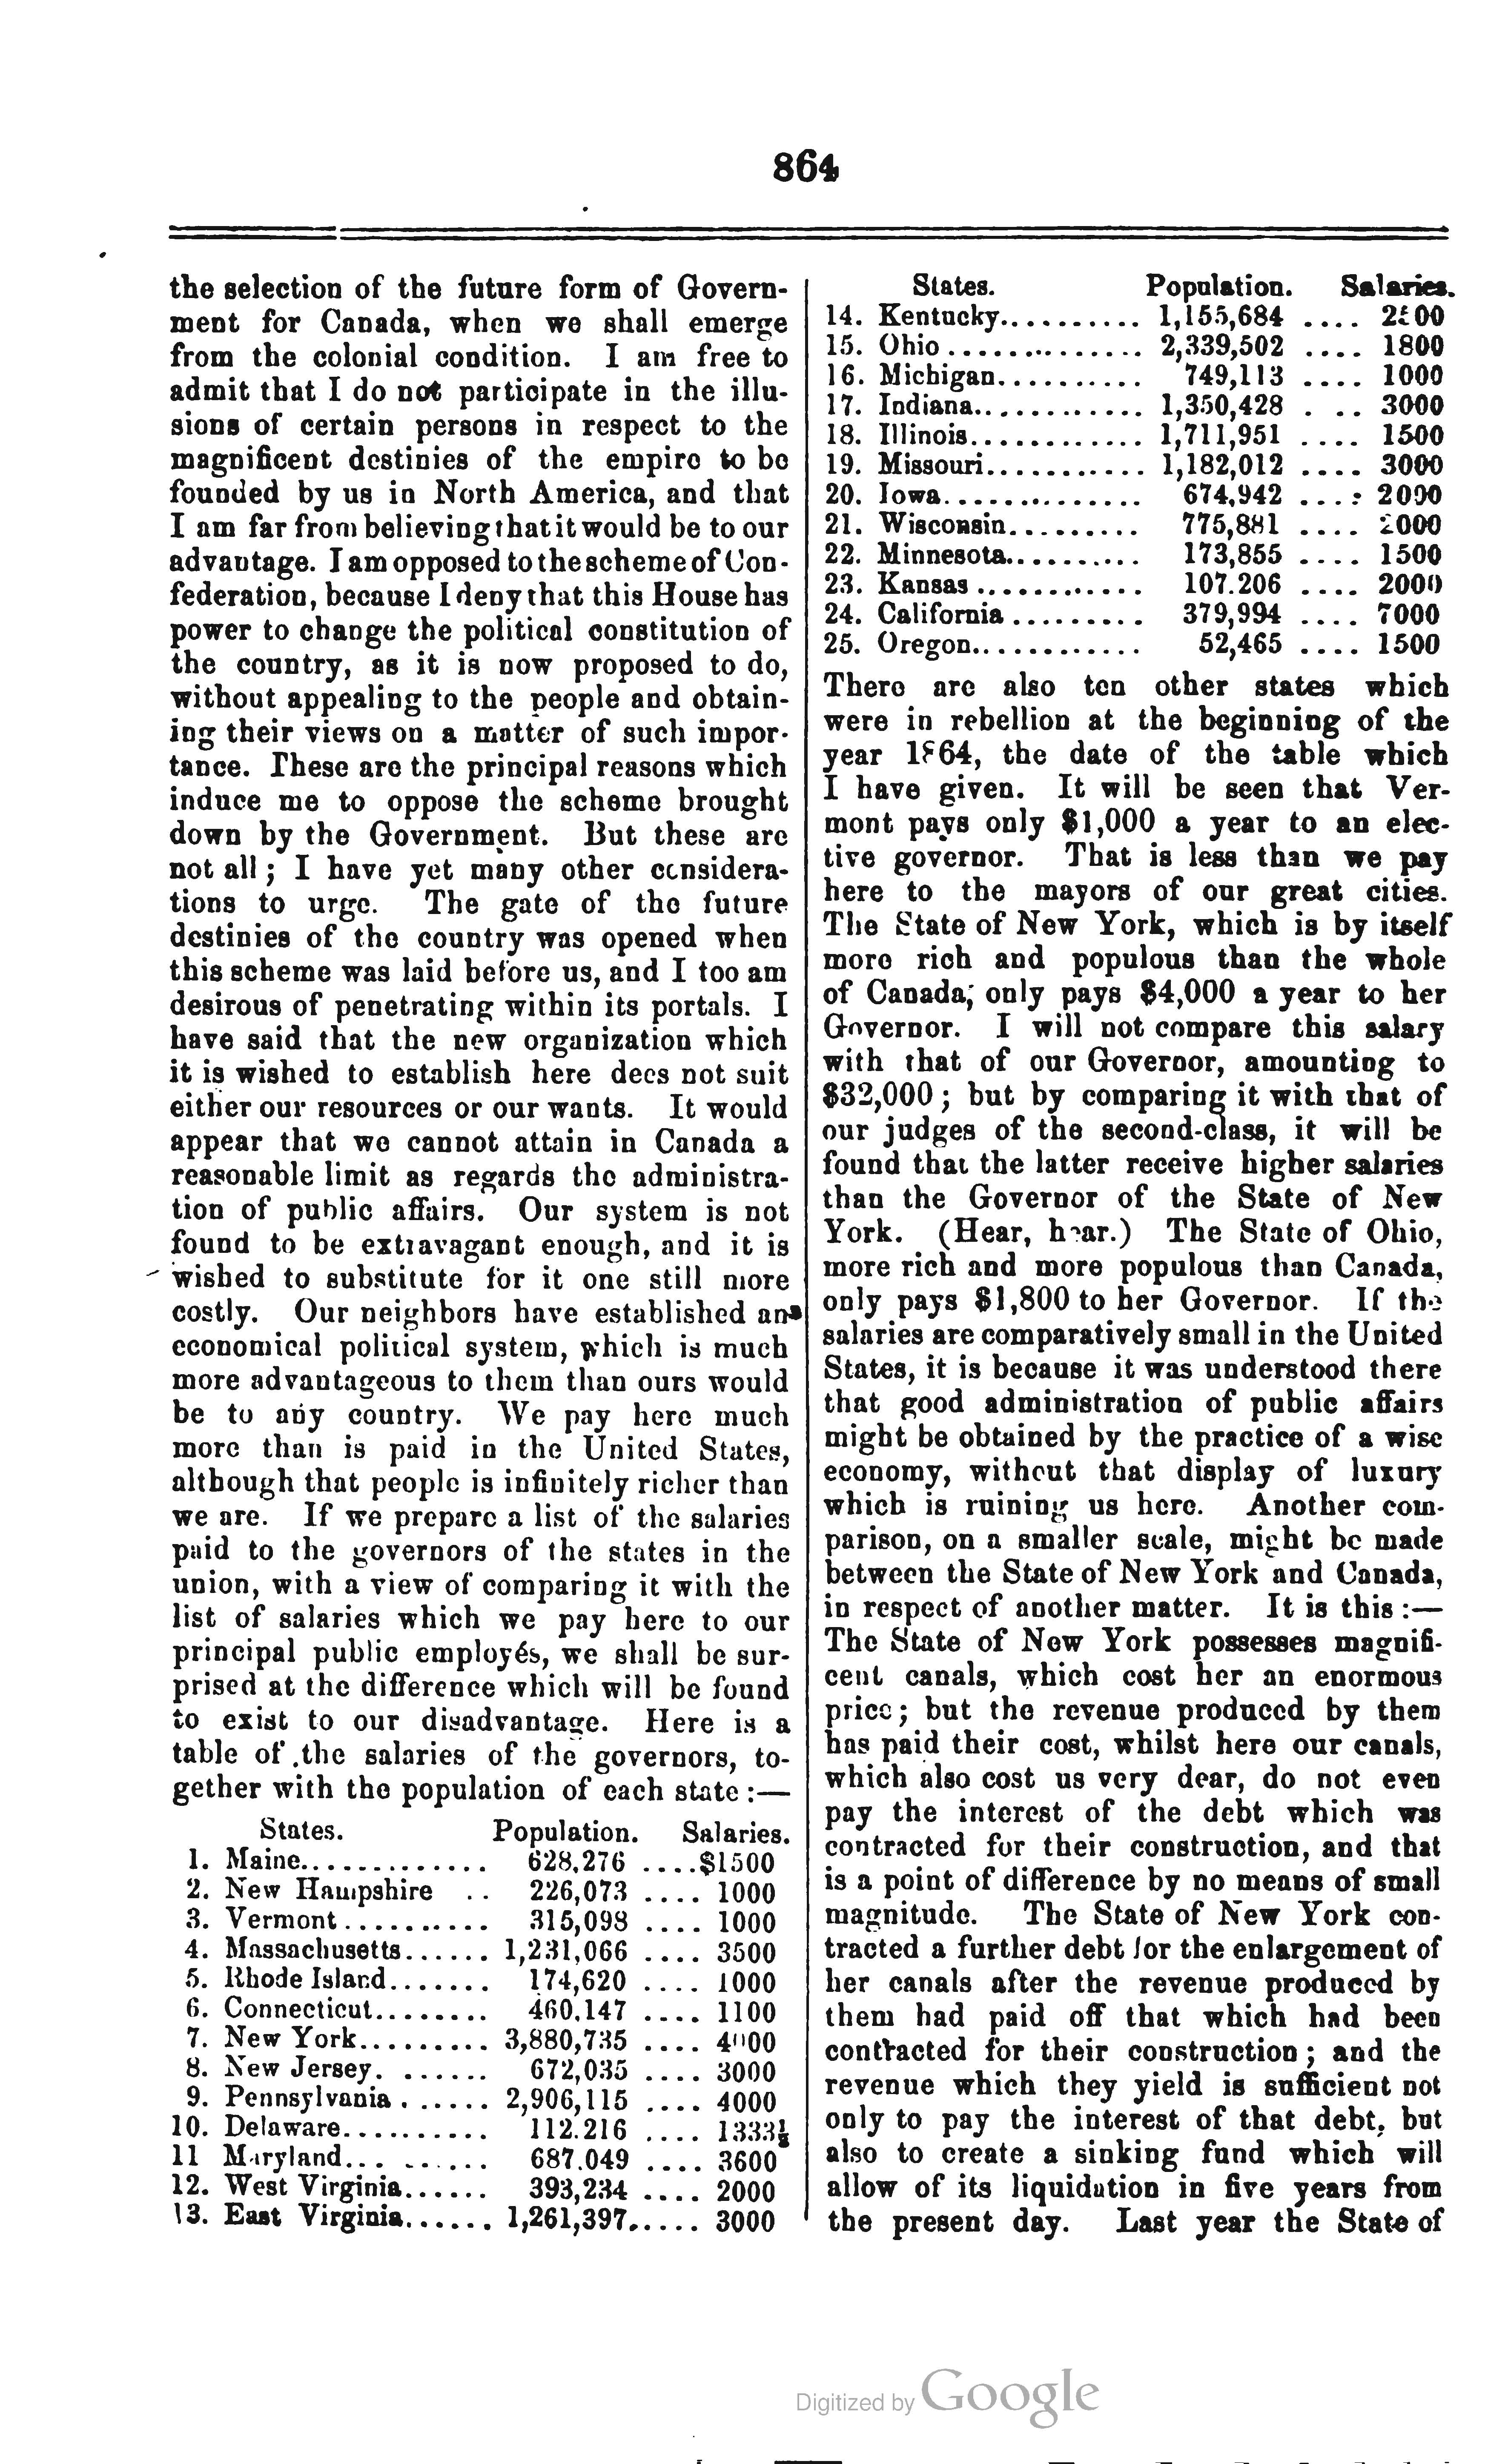 864
the selection of the future form of Govern-
ment for Canada, when we shall emerge
from the colonial condition. I am free to
admit that I do not participate in the illu-
sions of certain persons in respect to the
magnificent destinies of the empire to be
founded by us in North America, and that
I am far from believing that it would be to our
advantage. I am opposed to the scheme of Con-
federation, because I deny that this House has
power to change the political constitution of
the country, as it is now proposed to do,
without appealing to the people and obtain-
ing their views on a matter of such impor-
tance. These are the principal reasons which
induce me to oppose the scheme brought
down by the Government. But these are
not all; I have yet many other considera-
tions to urge. The gate of the future
destinies of the country was opened when
this scheme was laid before us, and I too am
desirous of penetrating within its portals. I
have said that the new organization which
it is wished to establish here does not suit
either our resources or our wants. It would
appear that we cannot attain in Canada a
reasonable limit as regards the administra-
tion of public affairs. Our system is not
found to be extravagant enough, and it is
wished to substitute for it one still more
costly. Our neighbors have established an
economical political system, which is much
more advantageous to them than ours would
be to any country. We pay here much
more than is paid in the United States,
although that people is infinitely richer than
we are. If we prepare a list of the salaries
paid to the governors of the states in the
union, with a view of comparing it with the
list of salaries which we pay here to our
principal public employés, we shall be sur-
prised at the difference which will be found
to exist to our disadvantage. Here is a
table of the salaries of the governors, to-
gether with the population of each state:—
States. Population. Salaries.
1. Maine............. 628,276 ....$1500
2. New Hampshire .. 226,073 .... 1000
3. Vermont.......... 315,098 .... 1000
4. Massachusetts...... 1,231,066 .... 3500
5. Rhode Island....... 174,620 .... 1000
6. Connecticut........ 460,147 .... 1100
7. New York......... 3,880,735 .... 4000
8. New Jersey. ...... 672,035 .... 3000
9. Pennsylvania ...... 2,906,115 .... 4000
10. Delaware.......... 112.216 .... 1333⅓
11 Maryland... ...... 687.049 .... 3600
12. West Virginia...... 393,234 .... 2000
13. East Virginia...... 1,261,397...... 3000
States. Population. Salaries.
14. Kentucky.......... 1,155,684 .... 2500
15. Ohio .............. 2,339,502 .... 1800
16. Michigan.......... 749,113 .... 1000
17. Indiana............ 1,350,428 . .. 3000
18. Illinois............ 1,711,951 .... 1500
19. Missouri........... 1,182,012 .... 3000
20. Iowa.............. 674,942 .... 2000
21. Wisconsin......... 775,881 .... 2000
22. Minnesota.......... 173,855 .... 1500
23. Kansas ............ 107.206 .... 2000
24. California ......... 379,994 .... 7000
25. Oregon............ 52,465 .... 1500
There are also ten other states which
were in rebellion at the beginning of the
year 1864, the date of the table which
I have given. It will be seen that Ver-
mont pays only $1,000 a year to an elec-
tive governor. That is less than we pay
here to the mayors of our great cities.
The State of New York, which is by itself
more rich and populous than the whole
of Canada, only pays $4,000 a year to her
Governor. I will not compare this salary
with that of our Governor, amounting to
$32,000; but by comparing it with that of
our judges of the second-class, it will be
found that the latter receive higher salaries
than the Governor of the State of New
York. (Hear, hear.) The State of Ohio,
more rich and more populous than Canada,
only pays $1,800 to her Governor. If the
salaries are comparatively small in the United
States, it is because it was understood there
that good administration of public affairs
might be obtained by the practice of a wise
economy, without that display of luxury
which is ruining us here. Another com-
parison, on a smaller scale, might be made
between the State of New York and Canada,
in respect of another matter. It is this:—
The State of New York possesses magnifi-
cent canals, which cost her an enormous
price; but the revenue produced by them
has paid their cost, whilst here our canals,
which also cost us very dear, do not even
pay the interest of the debt which was
contracted for their construction, and that
is a point of difference by no means of small
magnitude. The State of New York con-
tracted a further debt for the enlargement of
her canals after the revenue produced by
them had paid off that which had been
contracted for their construction; and the
revenue which they yield is sufficient not
only to pay the interest of that debt, but
also to create a sinking fund which will
allow of its liquidation in five years from
the present day. Last year the State of
Digitized by Google